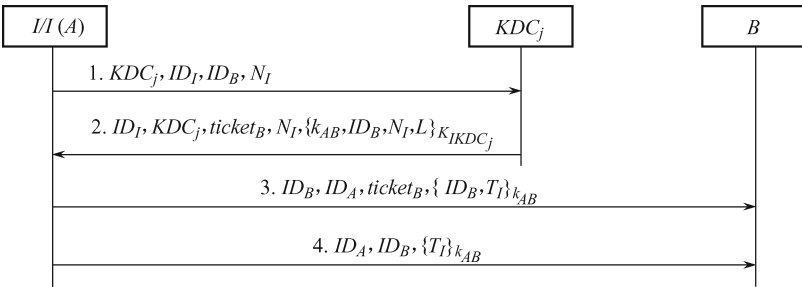 I/I (A) KDC_j B
1. KDC_j, ID_I, ID_B, N_I
2. ID_I, KDC_j, ticket_B, N_I, {k_AB, ID_B, N_I, L}_K_IKDC_j
3. ID_B, ID_A, ticket_B, { ID_B, T_I}_k_AB
4. ID_A, ID_B, {T_I}_k_AB